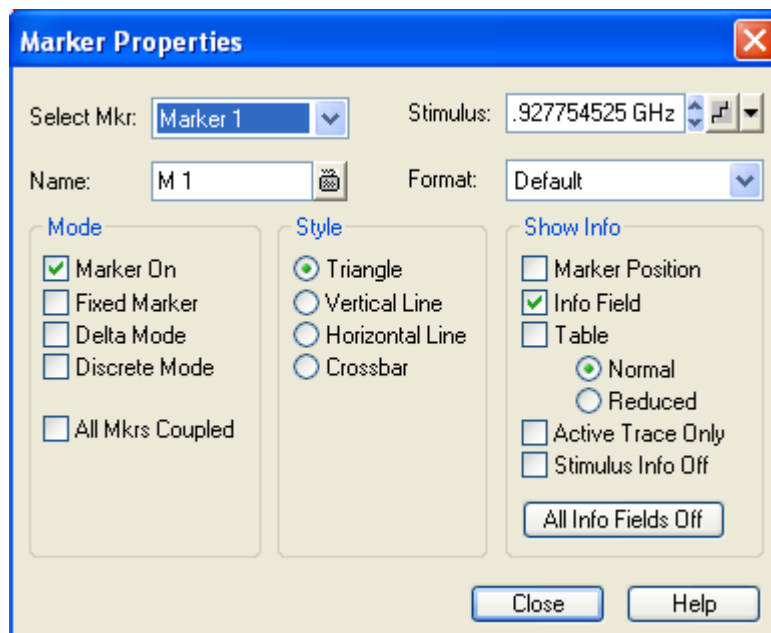 Marker Properties
Select Mkr: Marker 1 Stimulus: .927754525 GHz
Name: M 1 Format: Default
Mode Style Show Info
Marker On Triangle Marker Position
Fixed Marker Vertical Line Info Field
Delta Mode Horizontal Line Table
Discrete Mode Crossbar Normal
Reduced
All Mkrs Coupled Active Trace Only
Stimulus Info Off
All Info Fields Off
Close Help